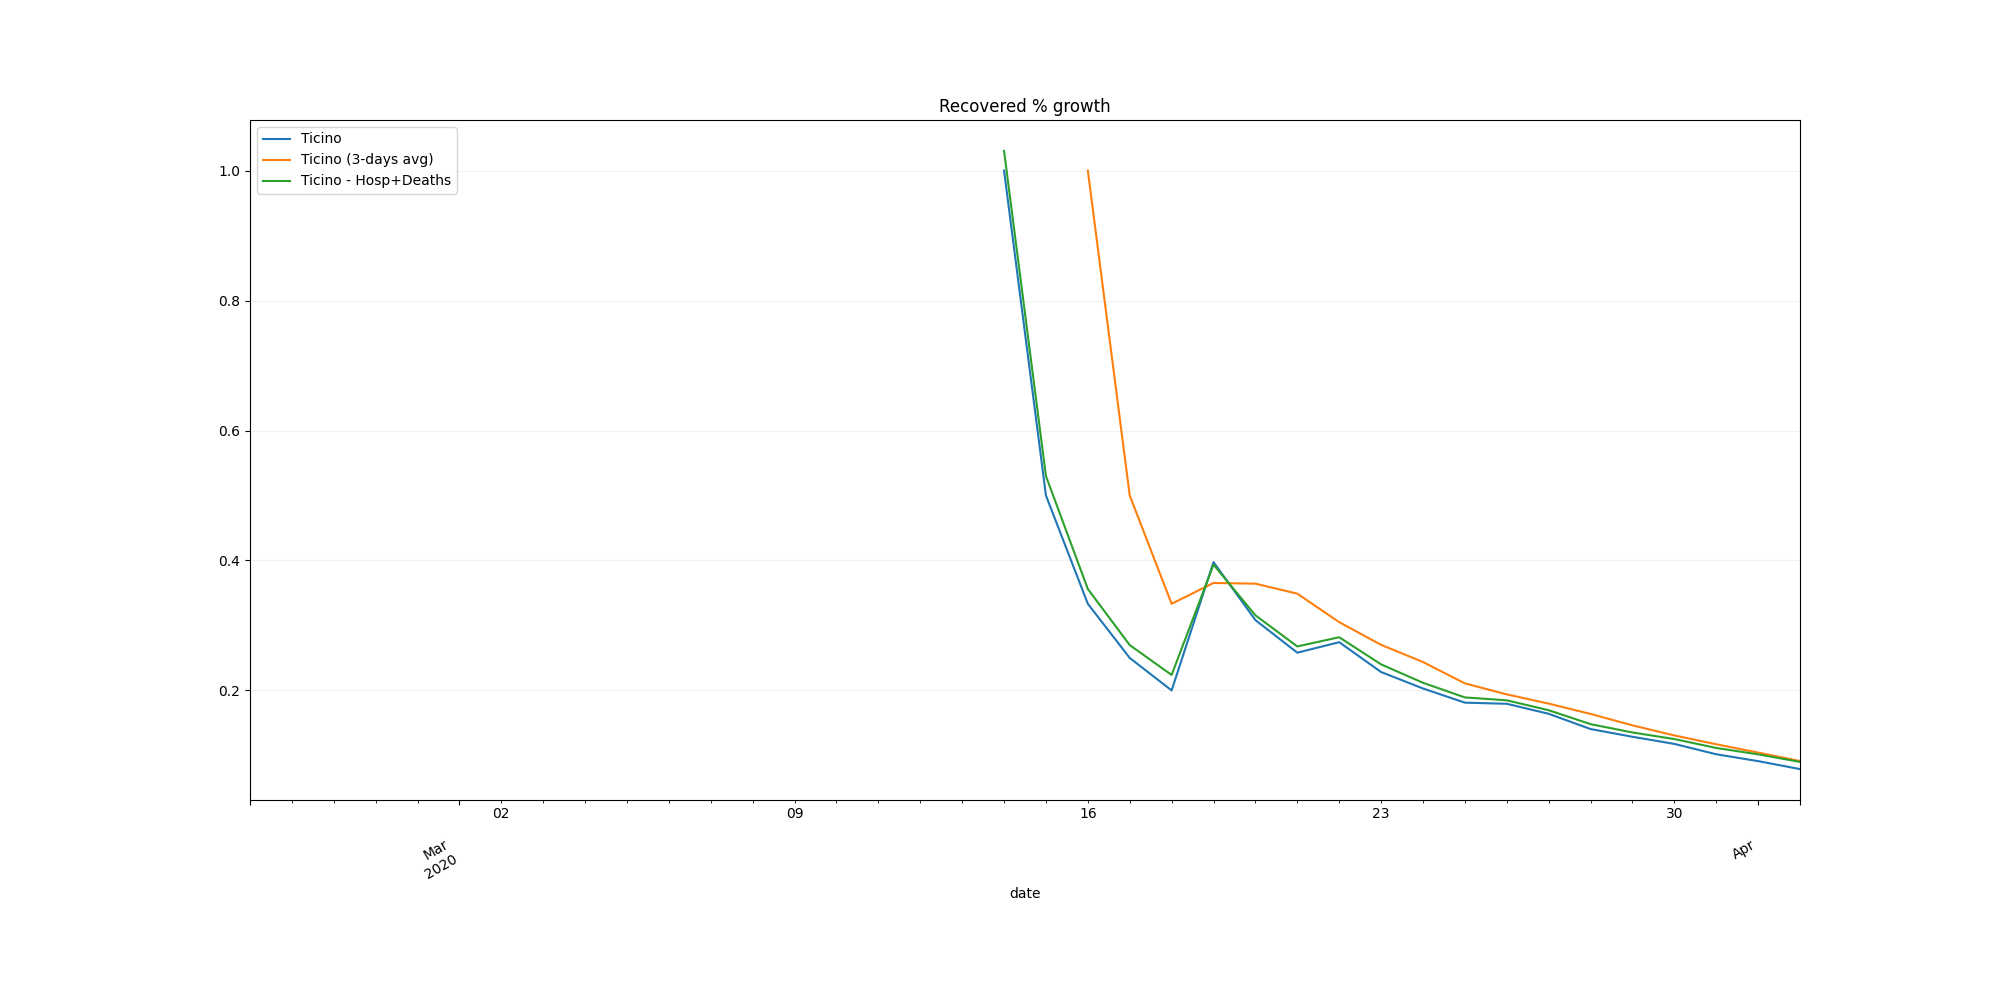 Recovered % growth
Ticino
Ticino (3-days avg)
Ticino - Hosp+Deaths
1.0
0.8
0.6
0.4
0.2
02
09
16
23
30
Mar
2020
Apr
date